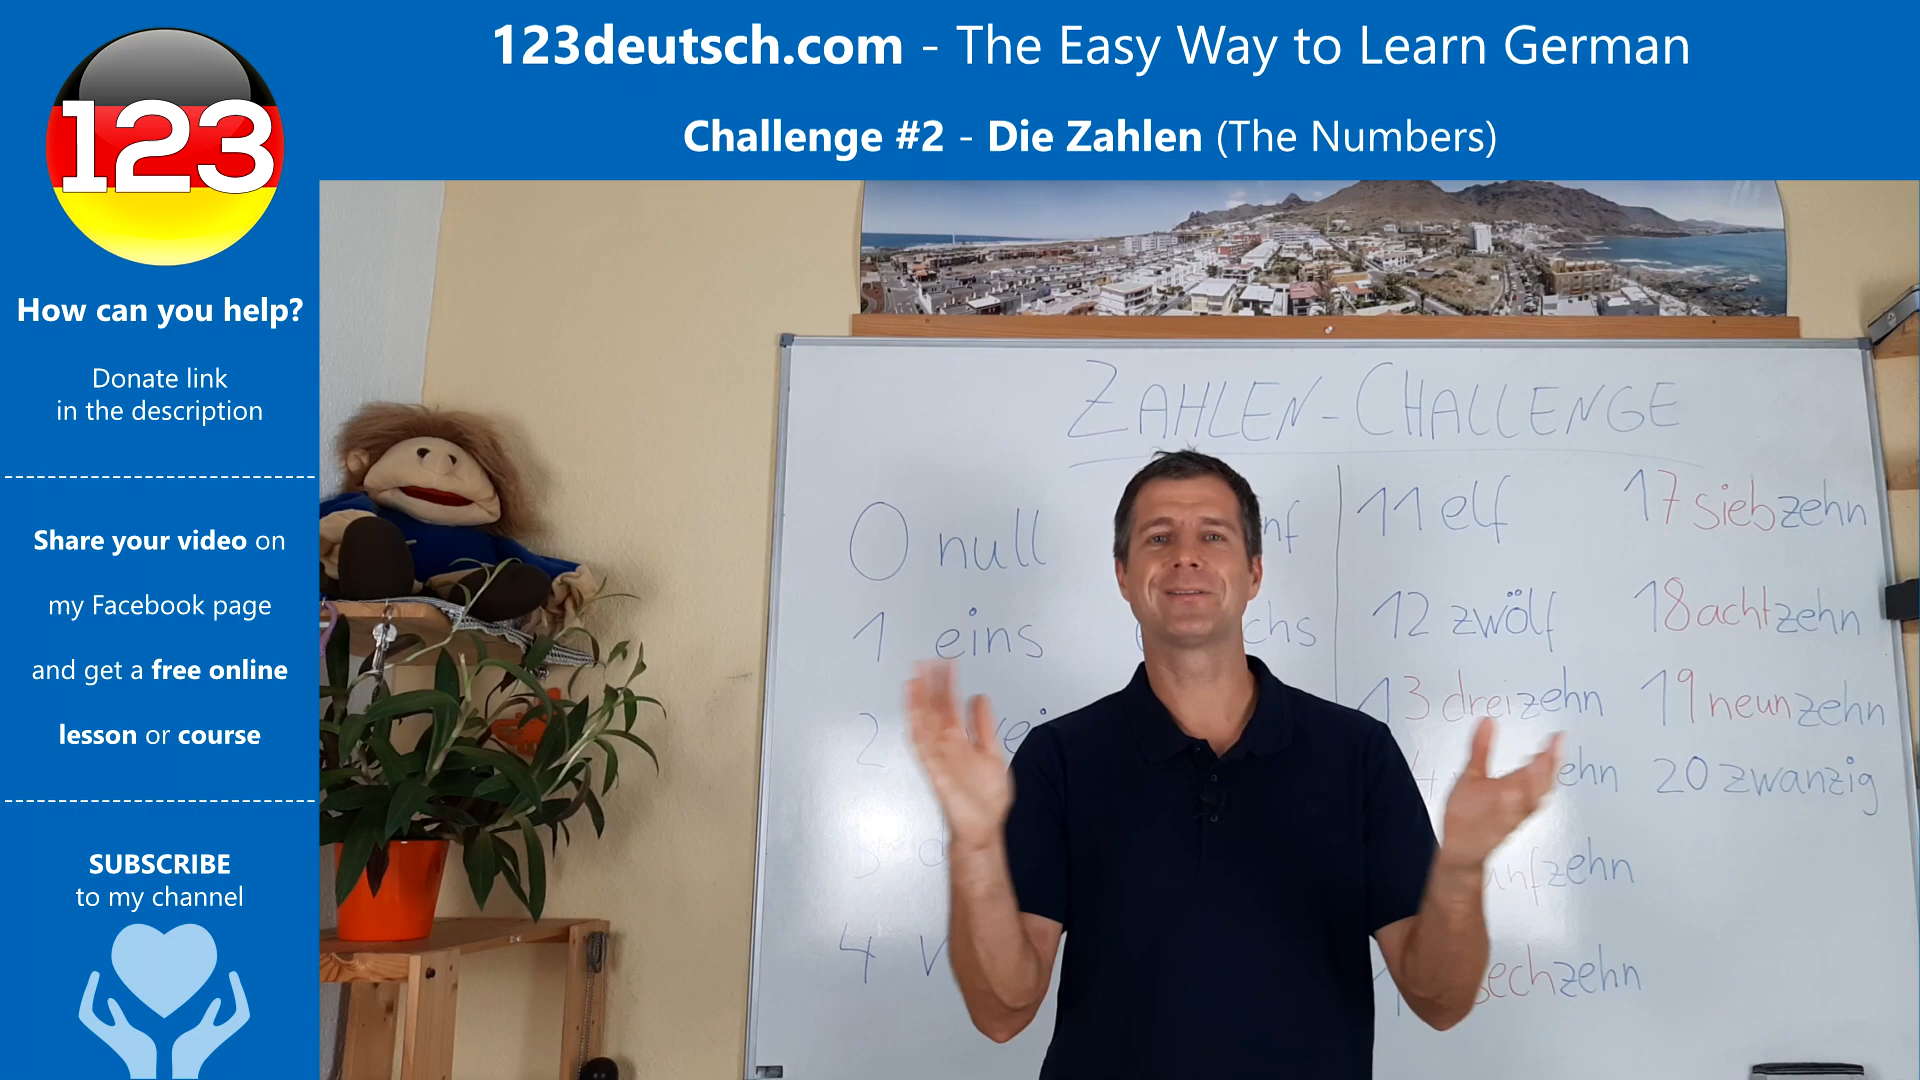 123deutsch.com - The Easy Way to Learn German
Challenge #2 - Die Zahlen (The Numbers)
123
How can you help?
Donate link
in the description
Share your video on
my Facebook page
and get a free online
lesson or course
SUBSCRIBE
to my channel
ZAHLEN-CHALLENGE
0 null
1 eins
2
4
11 elf
12 zwölf
13 dreizehn
17 siebzehn
18 achtzehn
19 neunzehn
20 zwanzig